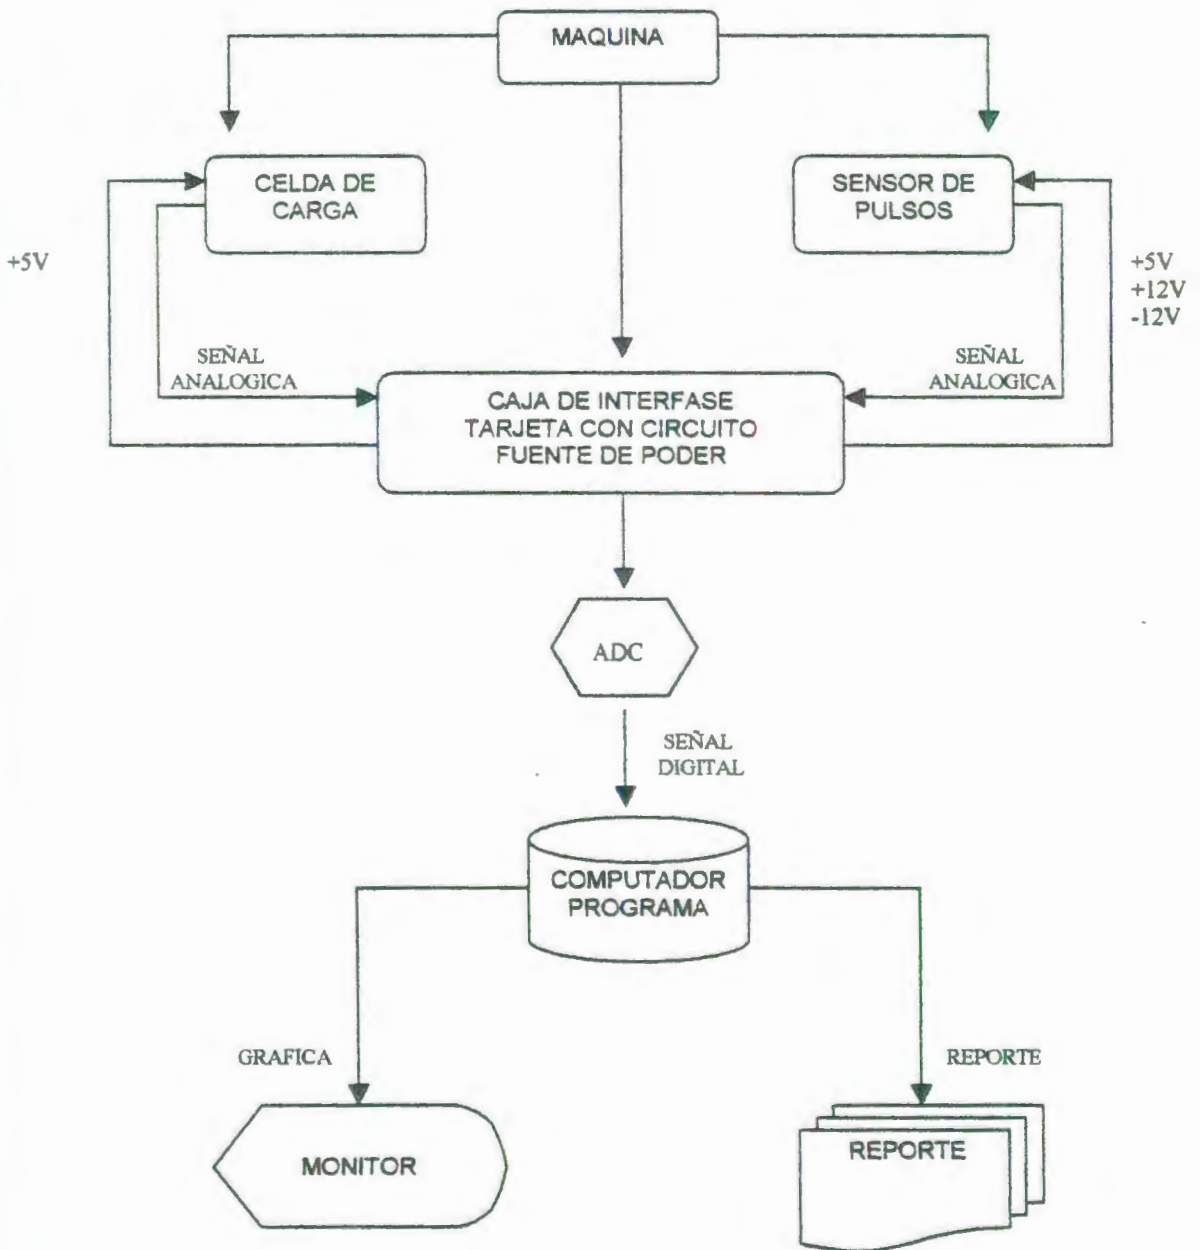 MAQUINA
CELDA DE
CARGA
SENSOR DE
PULSOS
+5V
+5V
+12V
-12V
SEÑAL
ANALOGICA
SEÑAL
ANALOGICA
CAJA DE INTERFASE
TARJETA CON CIRCUITO
FUENTE DE PODER
ADC
SEÑAL
DIGITAL
COMPUTADOR
PROGRAMA
GRAFICA
REPORTE
MONITOR
REPORTE